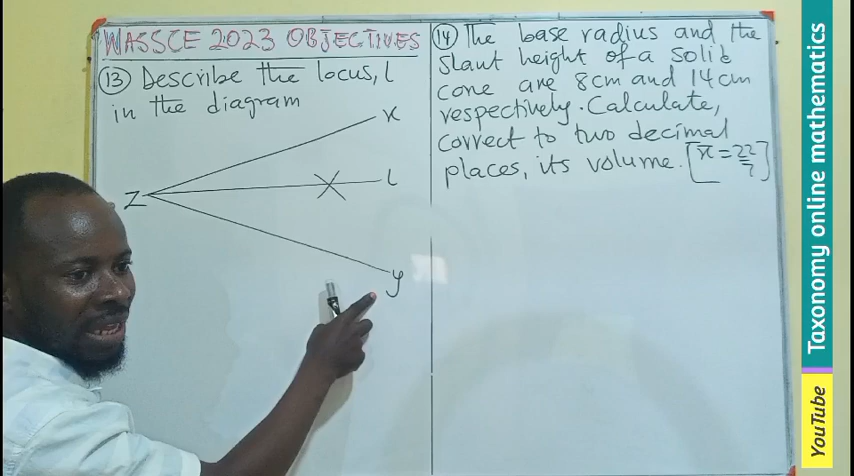 WASSCE 2023 OBJECTIVES
(13) Describe the locus, l
in the diagram
x
Z
l
y
(14) The base radius and the
slant height of a solid
cone are 8cm and 14cm
respectively. Calculate,
correct to two decimal
places, its volume. [π = 22/7]
YouTube Taxonomy online mathematics